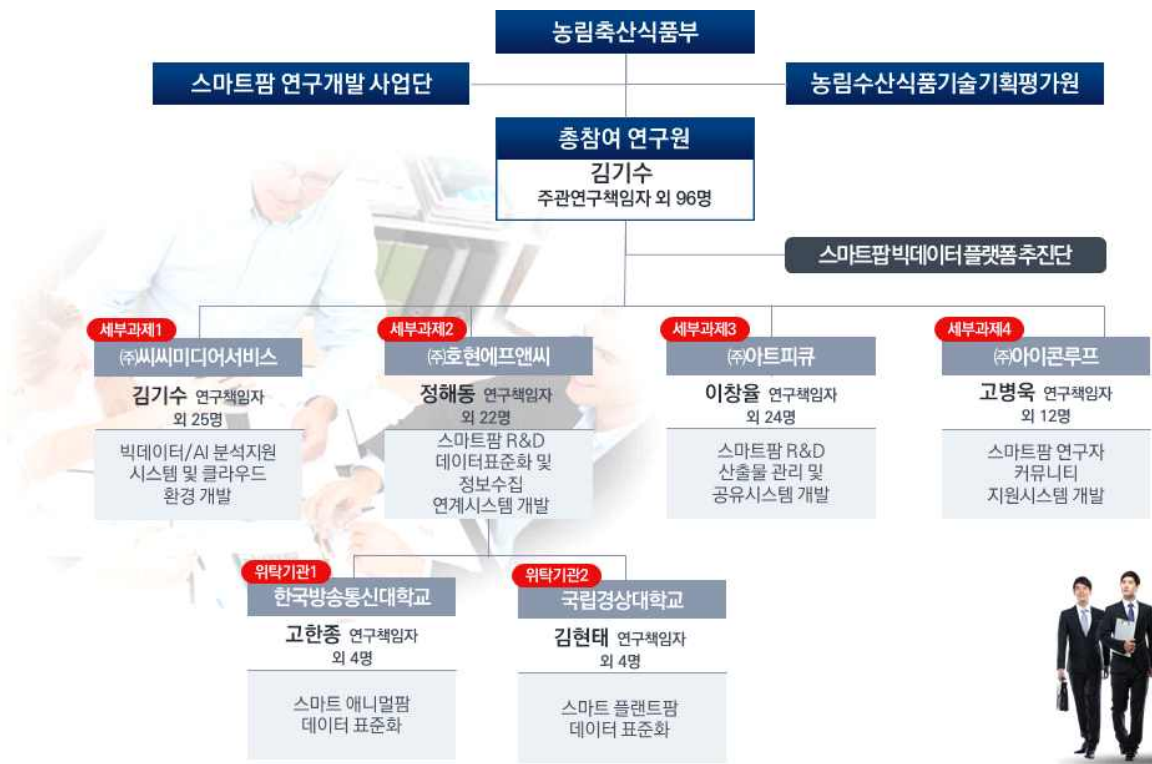 농림축산식품부
스마트팜 연구개발 사업단
농림수산식품기술기획평가원
총참여 연구원
김기수
주관연구책임자 외 96명
스마트팝 빅데이터 플랫폼 추진단
세부과제1
㈜씨씨미디어서비스
김기수 연구책임자
외 25명
빅데이터/AI 분석지원
시스템 및 클라우드
환경 개발
세부과제2
㈜호현에프앤씨
정해동 연구책임자
외 22명
스마트팜 R&D
데이터표준화 및
정보수집
연계시스템 개발
세부과제3
㈜아트피큐
이창율 연구책임자
외 24명
스마트팜 R&D
산출물 관리 및
공유시스템 개발
세부과제4
㈜아이콘루프
고병욱 연구책임자
외 12명
스마트팜 연구자
커뮤니티
지원시스템 개발
위탁기관1
한국방송통신대학교
고한종 연구책임자
외 4명
스마트 애니멀팜
데이터 표준화
위탁기관2
국립경상대학교
김현태 연구책임자
외 4명
스마트 플랜트팜
데이터 표준화